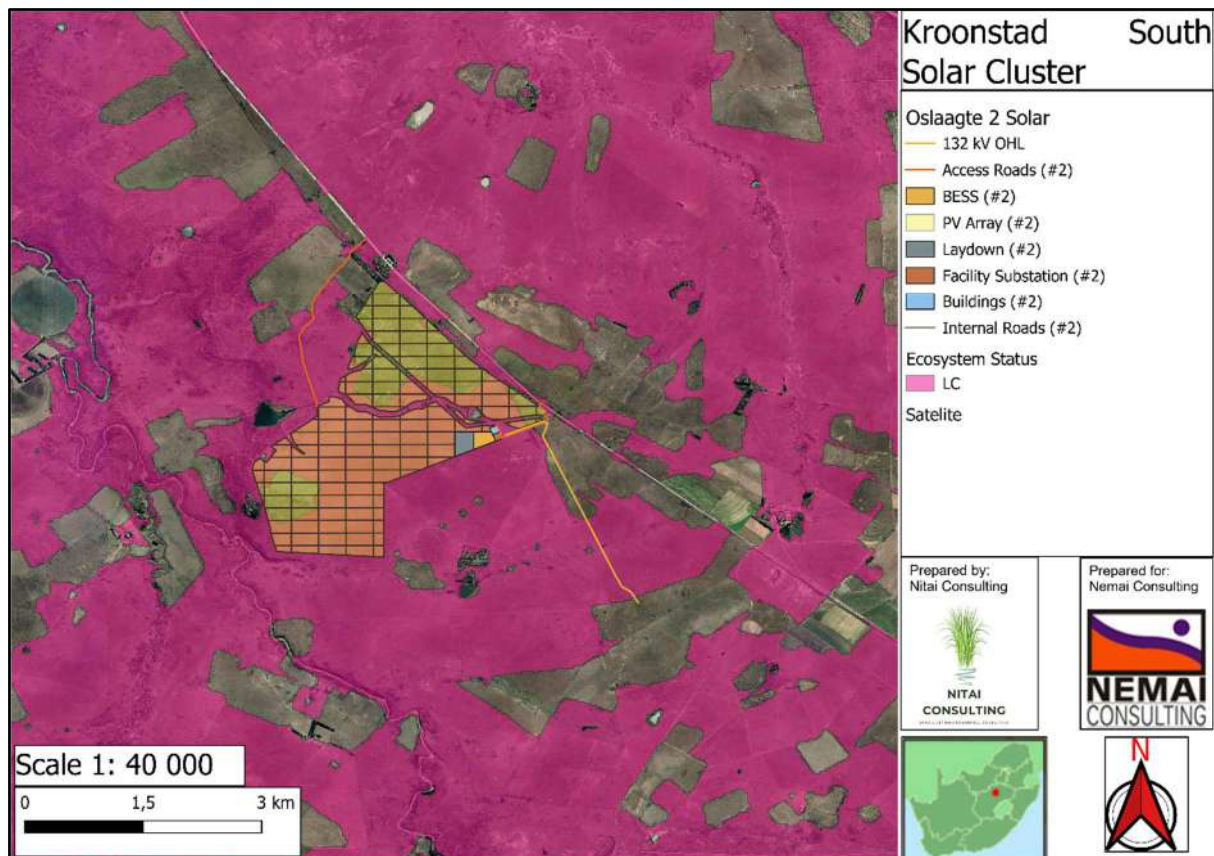 Kroonstad South
Solar Cluster
Oslaagte 2 Solar
132 kV OHL
Access Roads (#2)
BESS (#2)
PV Array (#2)
Laydown (#2)
Facility Substation (#2)
Buildings (#2)
Internal Roads (#2)
Ecosystem Status
LC
Satelite
Prepared by:
Nitai Consulting
NITAI
CONSULTING
Prepared for:
Nemai Consulting
NEMAI
CONSULTING
Scale 1: 40 000
0 1,5 3 km
N